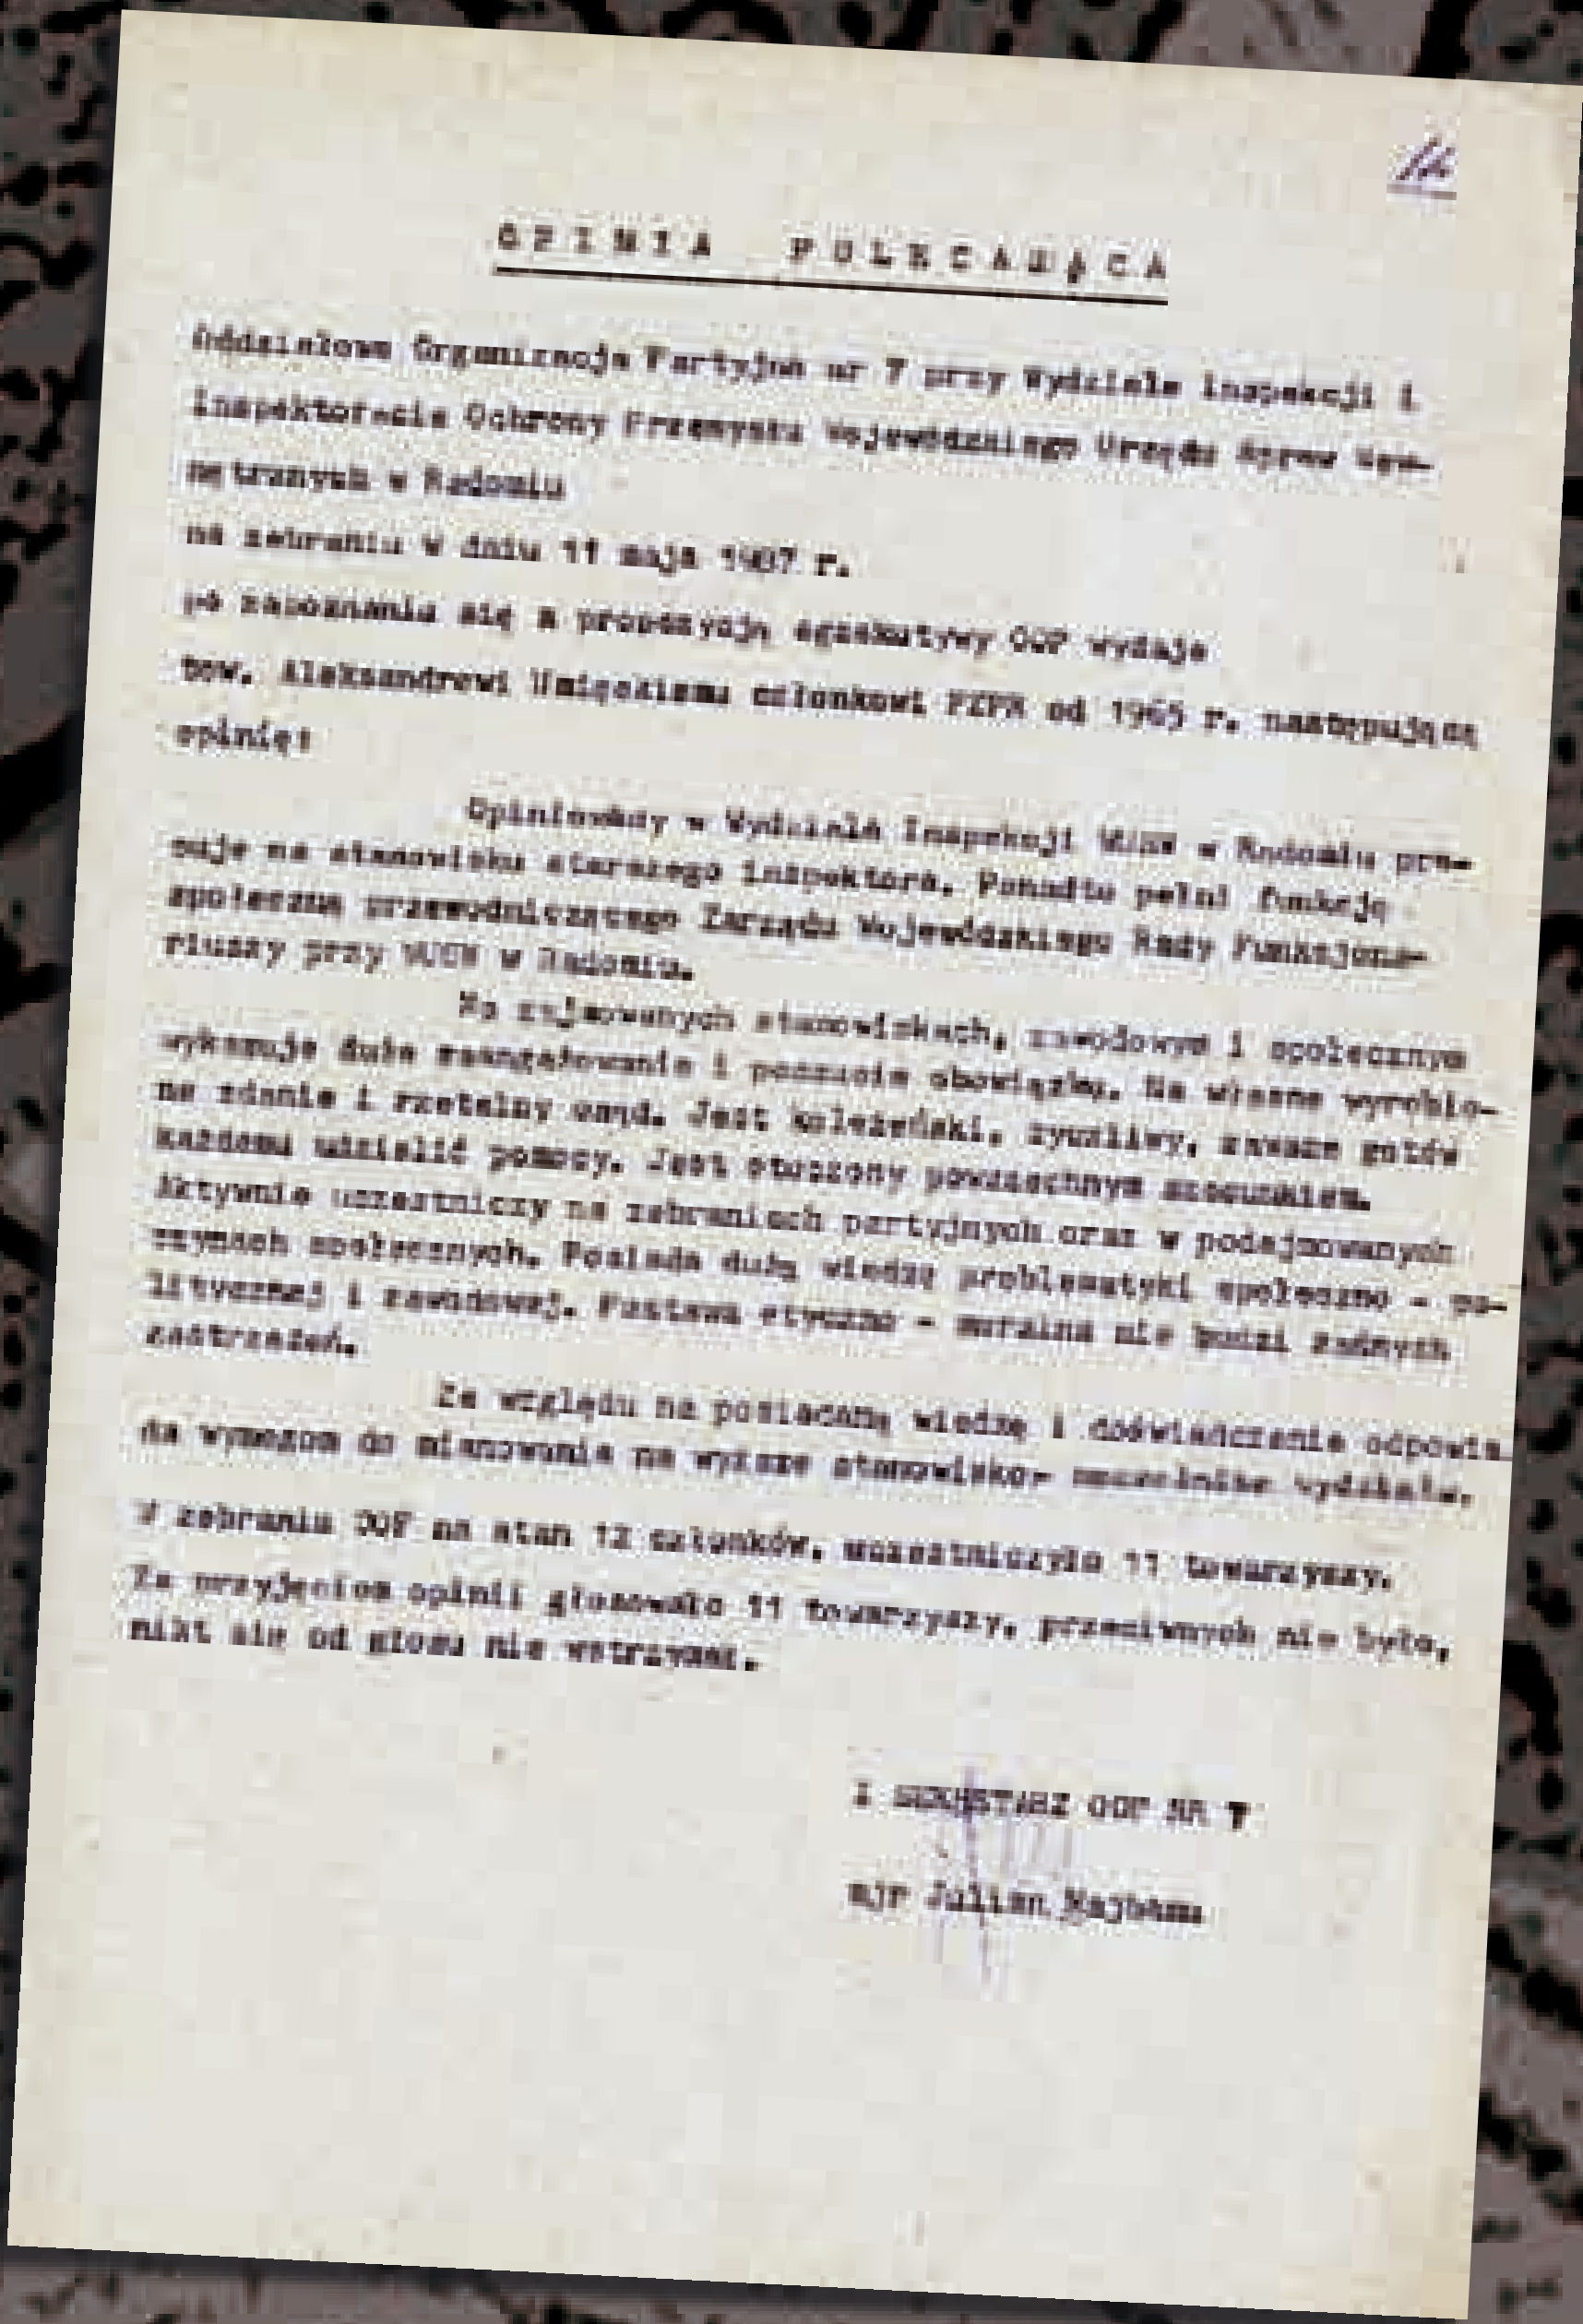 OPINIA POLECAJĄCA
Oddziałowa Organizacja Partyjna nr 7 przy Wydziale Inspekcji i
Inspektoracie Ochrony Przemysłu Wojewódzkiego Urzędu Spraw Wew-
nętrznych w Radomiu
na zebraniu w dniu 11 maja 1987 r.
po zapoznaniu się z propozycją egzekutywy OOP wydaje
tow. Aleksandrowi Umięckiemu członkowi PZPR od 1965 r. następującą
opinię:
Opiniowany w Wydziale Inspekcji WUSW w Radomiu pra-
cuje na stanowisku starszego inspektora. Ponadto pełni funkcję
społeczną przewodniczącego Zarządu Wojewódzkiego Rady Funkcjona-
riuszy przy WUSW w Radomiu.
Na zajmowanych stanowiskach, zawodowym i społecznym
wykazuje duże zaangażowanie i poczucie obowiązku. Ma własne wyrobio-
ne zdanie i rzetelny osąd. Jest koleżeński, życzliwy, zawsze gotów
każdemu udzielić pomocy. Jest otoczony powszechnym szacunkiem.
Aktywnie uczestniczy na zebraniach partyjnych oraz w podejmowanych
czynach społecznych. Posiada dużą wiedzę problematyki społeczno - po-
litycznej i zawodowej. Postawa etyczno - moralna nie budzi żadnych
zastrzeżeń.
Ze względu na posiadaną wiedzę i doświadczenie odpowia
da wymogom do mianowania na wyższe stanowisko- naczelnika wydziału.
W zebraniu OOP na stan 12 członków, uczestniczyło 11 towarzyszy.
Za przyjęciem opinii głosowało 11 towarzyszy, przeciwnych nie było,
nikt się od głosu nie wstrzymał.
I SEKRETARZ OOP NR 7
mjr Julian